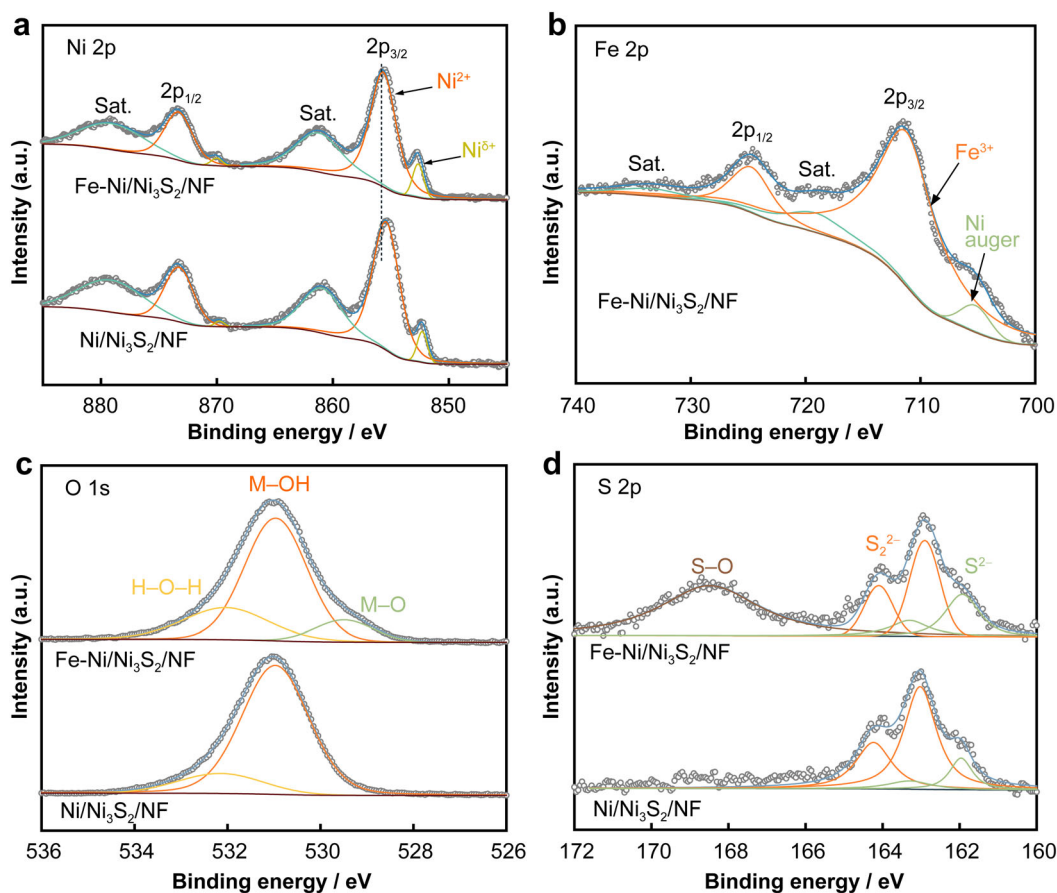 a
Ni 2p
2p₃/₂
Ni²⁺
2p₁/₂
Sat.
Sat.
Niᵟ⁺
Fe-Ni/Ni₃S₂/NF
Ni/Ni₃S₂/NF
Intensity (a.u.)
880 870 860 850
Binding energy / eV
b
Fe 2p
2p₃/₂
2p₁/₂
Sat.
Sat.
Fe³⁺
Ni
auger
Fe-Ni/Ni₃S₂/NF
Intensity (a.u.)
740 730 720 710 700
Binding energy / eV
c
O 1s
M–OH
H–O–H
M–O
Fe-Ni/Ni₃S₂/NF
Ni/Ni₃S₂/NF
Intensity (a.u.)
536 534 532 530 528 526
Binding energy / eV
d
S 2p
S₂²⁻
S²⁻
S–O
Fe-Ni/Ni₃S₂/NF
Ni/Ni₃S₂/NF
Intensity (a.u.)
172 170 168 166 164 162 160
Binding energy / eV